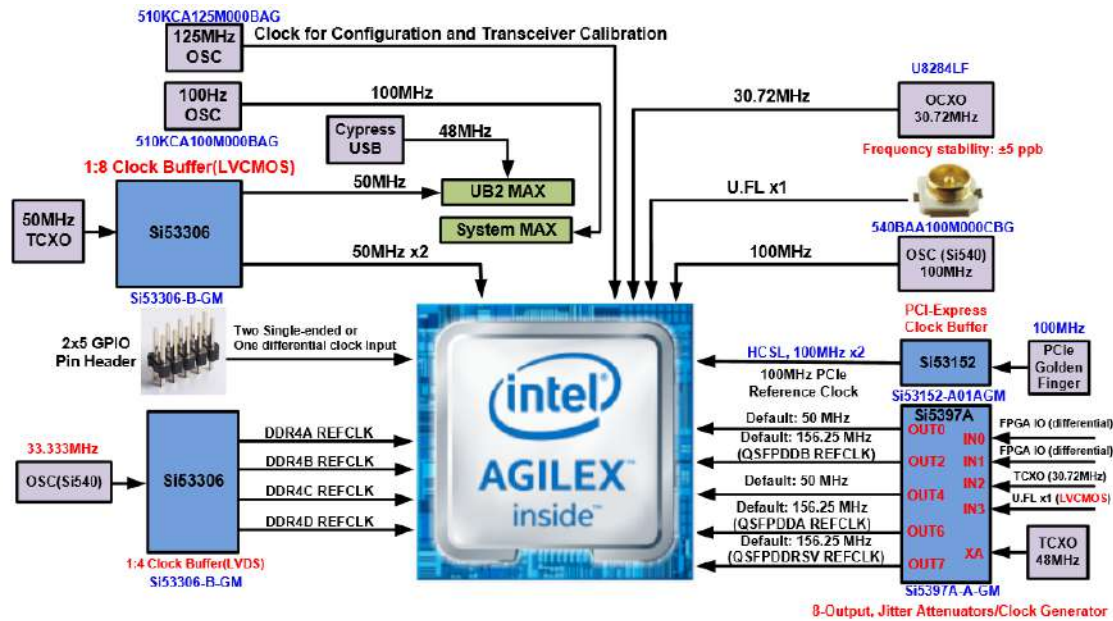 510KCA125M000BAG
125MHz
OSC
Clock for Configuration and Transceiver Calibration
100Hz
OSC
100MHz
510KCA100M000BAG
Cypress
USB
48MHz
1:8 Clock Buffer(LVCMOS)
50MHz
TCXO
Si53306
50MHz
UB2 MAX
System MAX
50MHz x2
Si53306-B-GM
U8284LF
30.72MHz
OCXO
30.72MHz
Frequency stability: ±5 ppb
U.FL x1
540BAA100M000CBG
100MHz
OSC (Si540)
100MHz
2x5 GPIO
Pin Header
Two Single-ended or
One differential clock input
PCI-Express
Clock Buffer
HCSL, 100MHz x2
100MHz PCIe
Reference Clock
Si53152
100MHz
PCIe
Golden
Finger
Si53152-A01AGM
intel
AGILEX™
inside™
33.333MHz
OSC(Si540)
Si53306
DDR4A REFCLK
DDR4B REFCLK
DDR4C REFCLK
DDR4D REFCLK
1:4 Clock Buffer(LVDS)
Si53306-B-GM
Si5397A
Default: 50 MHz
OUT0
Default: 156.25 MHz
(QSFPDDB REFCLK)
OUT2
Default: 50 MHz
OUT4
Default: 156.25 MHz
(QSFPDDA REFCLK)
OUT6
Default: 156.25 MHz
(QSFPDDRSV REFCLK)
OUT7
FPGA IO (differential)
IN0
FPGA IO (differential)
IN1
TCXO (30.72MHz)
IN2
U.FL x1 (LVCMOS)
IN3
XA
TCXO
48MHz
Si5397A-A-GM
8-Output, Jitter Attenuators/Clock Generator